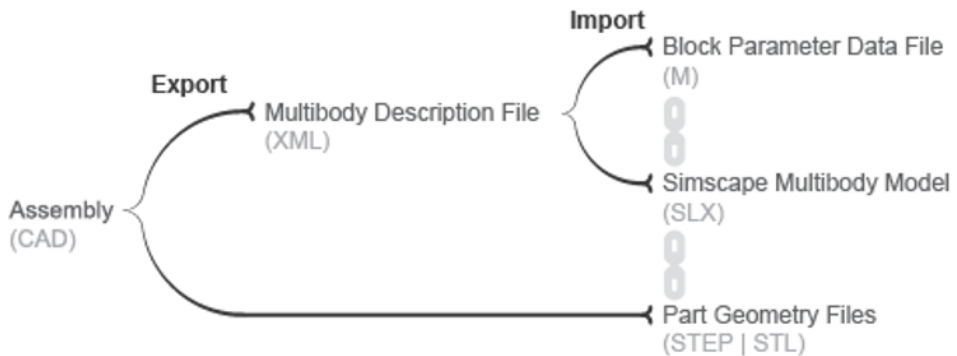 Import
Block Parameter Data File
(M)
Export
Multibody Description File
(XML)
Simscape Multibody Model
(SLX)
Assembly
(CAD)
Part Geometry Files
(STEP | STL)